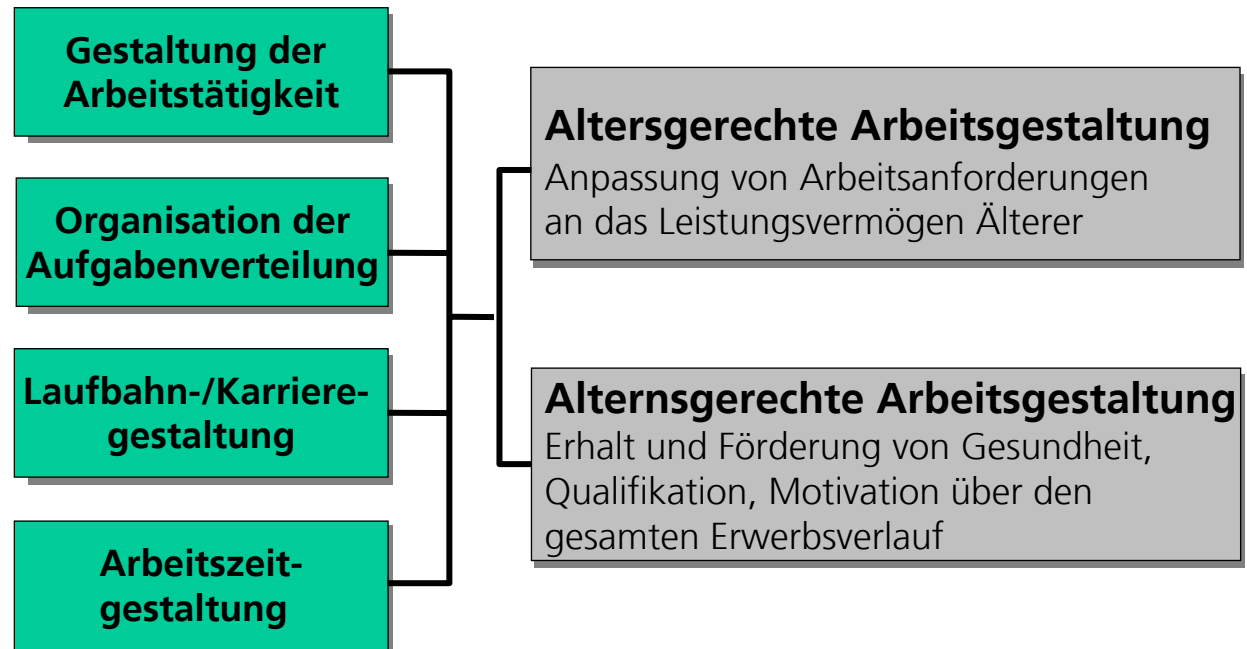 Gestaltung der
Arbeitstätigkeit
Organisation der
Aufgabenverteilung
Laufbahn-/Karriere-
gestaltung
Arbeitszeit-
gestaltung
Altersgerechte Arbeitsgestaltung
Anpassung von Arbeitsanforderungen
an das Leistungsvermögen Älterer
Alternsgerechte Arbeitsgestaltung
Erhalt und Förderung von Gesundheit,
Qualifikation, Motivation über den
gesamten Erwerbsverlauf